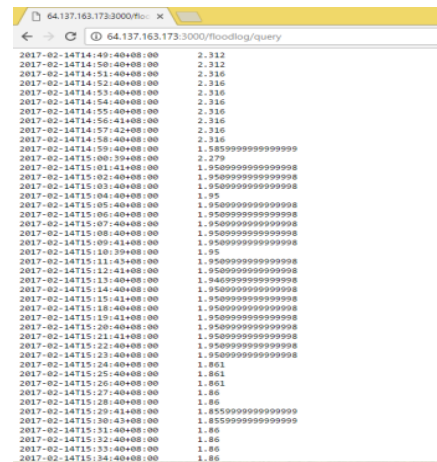 64.137.163.173:3000/floo
64.137.163.173:3000/floodlog/query
2017-02-14T14:49:40+08:00 2.312
2017-02-14T14:50:40+08:00 2.312
2017-02-14T14:51:40+08:00 2.316
2017-02-14T14:52:40+08:00 2.316
2017-02-14T14:53:40+08:00 2.316
2017-02-14T14:54:40+08:00 2.316
2017-02-14T14:55:40+08:00 2.316
2017-02-14T14:56:41+08:00 2.316
2017-02-14T14:57:42+08:00 2.316
2017-02-14T14:58:40+08:00 2.316
2017-02-14T14:59:40+08:00 1.5859999999999999
2017-02-14T15:00:39+08:00 2.279
2017-02-14T15:01:41+08:00 1.9509999999999998
2017-02-14T15:02:40+08:00 1.9509999999999998
2017-02-14T15:03:40+08:00 1.9509999999999998
2017-02-14T15:04:40+08:00 1.95
2017-02-14T15:05:40+08:00 1.9509999999999998
2017-02-14T15:06:40+08:00 1.9509999999999998
2017-02-14T15:07:40+08:00 1.9509999999999998
2017-02-14T15:08:40+08:00 1.9509999999999998
2017-02-14T15:09:41+08:00 1.9509999999999998
2017-02-14T15:10:39+08:00 1.95
2017-02-14T15:11:43+08:00 1.9509999999999998
2017-02-14T15:12:41+08:00 1.9509999999999998
2017-02-14T15:13:40+08:00 1.9469999999999998
2017-02-14T15:14:40+08:00 1.9509999999999998
2017-02-14T15:15:41+08:00 1.9509999999999998
2017-02-14T15:18:40+08:00 1.9509999999999998
2017-02-14T15:19:41+08:00 1.9509999999999998
2017-02-14T15:20:40+08:00 1.9509999999999998
2017-02-14T15:21:41+08:00 1.9509999999999998
2017-02-14T15:22:40+08:00 1.9509999999999998
2017-02-14T15:23:40+08:00 1.9509999999999998
2017-02-14T15:24:40+08:00 1.861
2017-02-14T15:25:40+08:00 1.861
2017-02-14T15:26:40+08:00 1.861
2017-02-14T15:27:40+08:00 1.86
2017-02-14T15:28:40+08:00 1.86
2017-02-14T15:29:41+08:00 1.8559999999999999
2017-02-14T15:30:43+08:00 1.8559999999999999
2017-02-14T15:31:40+08:00 1.86
2017-02-14T15:32:40+08:00 1.86
2017-02-14T15:33:40+08:00 1.86
2017-02-14T15:34:40+08:00 1.86